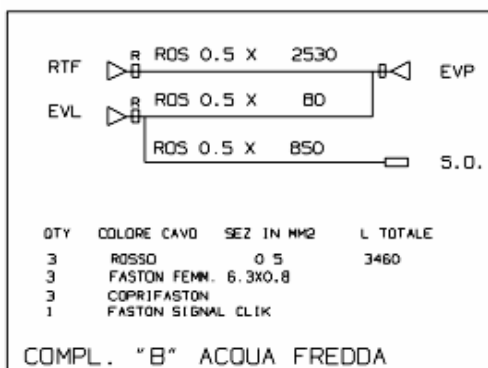 R
RTF ROS 0.5 X 2530 EVP
R
EVL ROS 0.5 X 80
ROS 0.5 X 850 S.O.
QTY COLORE CAVO SEZ IN MM2 L TOTALE
3 ROSSO 0 5 3460
3 FASTON FEMM. 6.3X0.8
3 COPRIFASTON
1 FASTON SIGNAL CLIK
COMPL. "B" ACQUA FREDDA